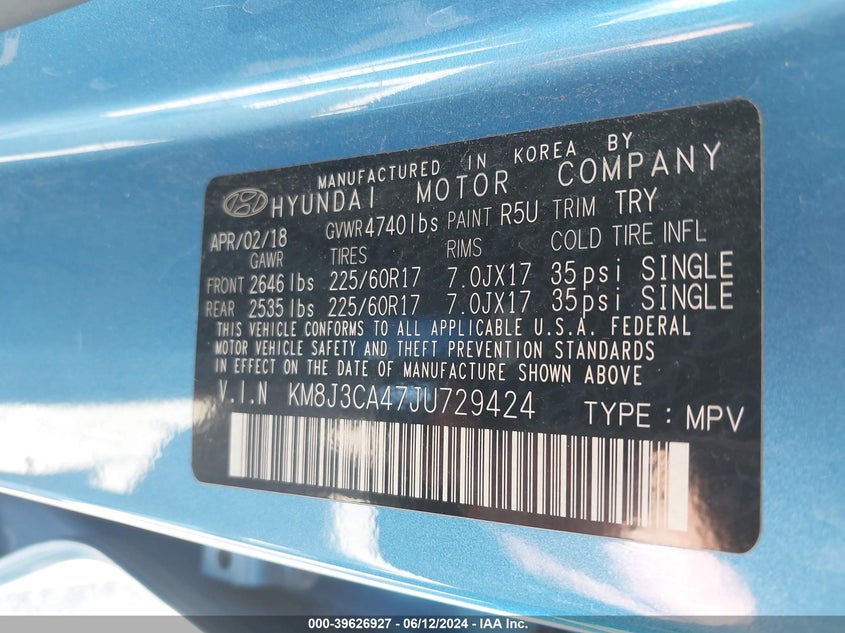 MANUFACTURED IN KOREA BY
HYUNDAI MOTOR COMPANY
APR/02/18 GVWR 4740lbs PAINT R5U TRIM TRY
GAWR TIRES RIMS COLD TIRE INFL
FRONT 2646lbs 225/60R17 7.0JX17 35psi SINGLE
REAR 2535lbs 225/60R17 7.0JX17 35psi SINGLE
THIS VEHICLE CONFORMS TO ALL APPLICABLE U.S.A. FEDERAL
MOTOR VEHICLE SAFETY AND THEFT PREVENTION STANDARDS
IN EFFECT ON THE DATE OF MANUFACTURE SHOWN ABOVE
V.I.N KM8J3CA47JU729424 TYPE: MPV
000-39626927 - 06/12/2024 - IAA Inc.